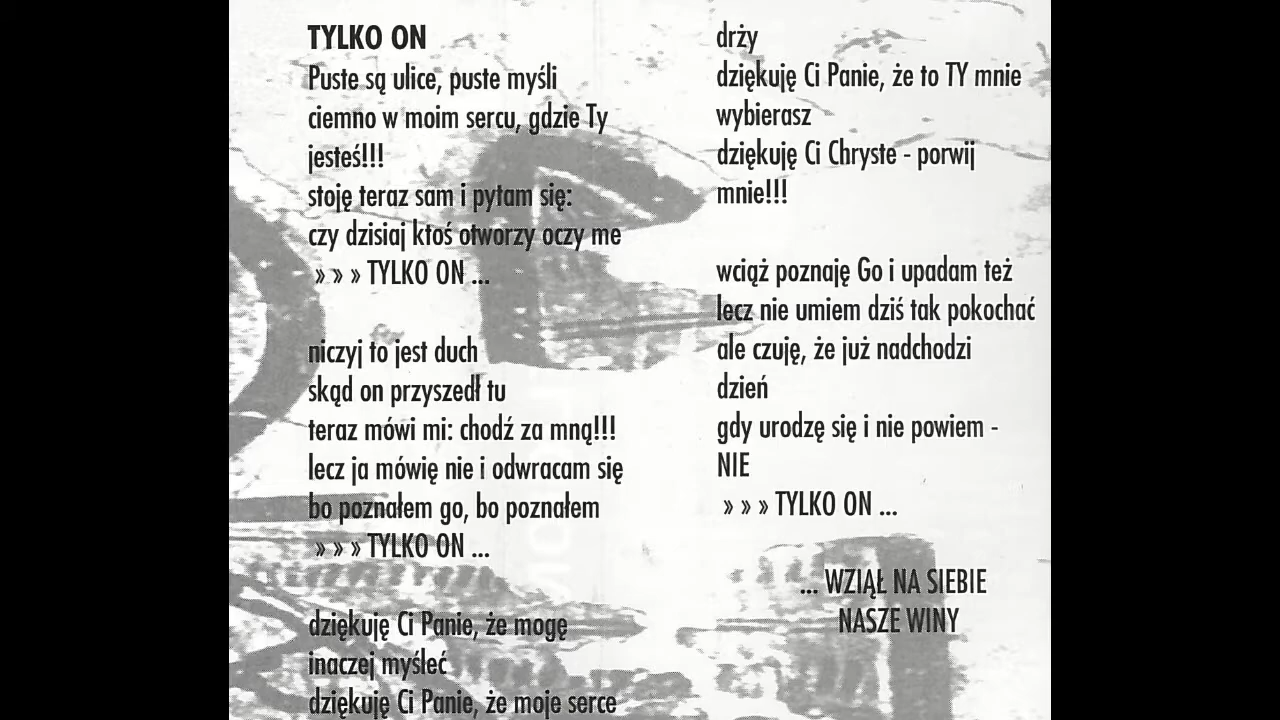 TYLKO ON
Puste są ulice, puste myśli
ciemno w moim sercu, gdzie Ty
jesteś!!!
stoję teraz sam i pytam się:
czy dzisiaj ktoś otworzy oczy me
» » » TYLKO ON ...
niczyj to jest duch
skąd on przyszedł tu
teraz mówi mi: chodź za mną!!!
lecz ja mówię nie i odwracam się
bo poznałem go, bo poznałem
» » » TYLKO ON ...
dziękuję Ci Panie, że mogę
inaczej myśleć
dziękuję Ci Panie, że moje serce
drży
dziękuję Ci Panie, że to TY mnie
wybierasz
dziękuję Ci Chryste - porwij
mnie!!!
wciąż poznaję Go i upadam też
lecz nie umiem dziś tak pokochać
ale czuję, że już nadchodzi
dzień
gdy urodzę się i nie powiem -
NIE
» » » TYLKO ON ...
... WZIĄŁ NA SIEBIE
NASZE WINY